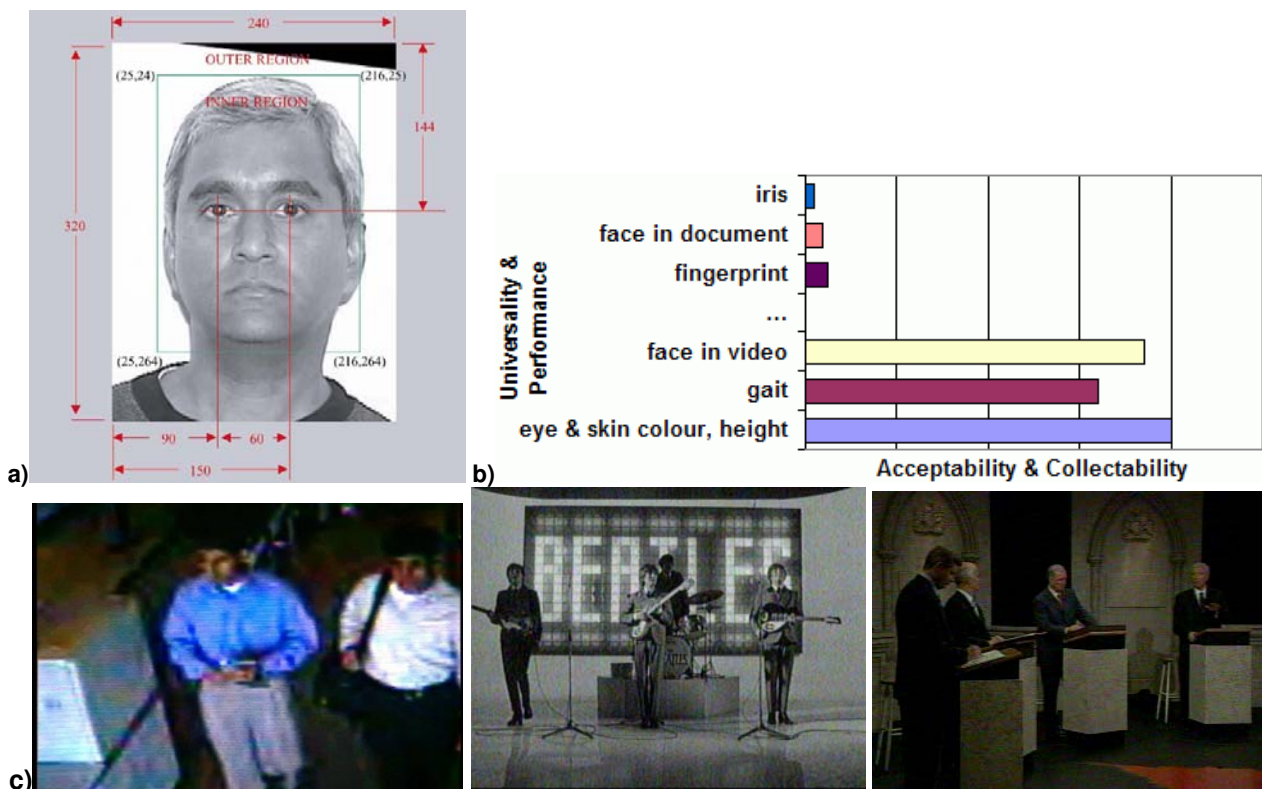 240
OUTER REGION
(25,24)
(216,25)
INNER REGION
144
320
(25,264)
(216,264)
90
60
150
a)
iris
face in document
fingerprint
...
face in video
gait
eye & skin colour, height
Universality &
Performance
Acceptability & Collectability
b)
BEATLES
c)